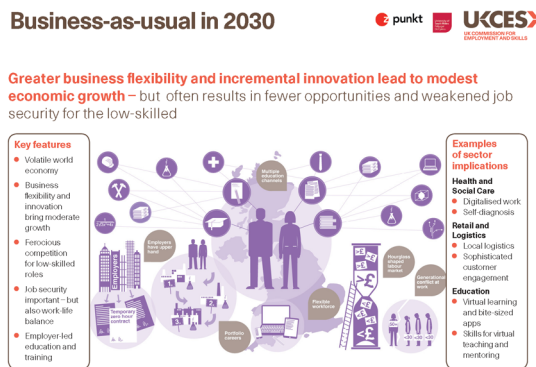 Business-as-usual in 2030
Z punkt
UKCES
UK COMMISSION FOR
EMPLOYMENT AND SKILLS
Greater business flexibility and incremental innovation lead to modest
economic growth – but often results in fewer opportunities and weakened job
security for the low-skilled
Key features
Volatile world
economy
Business
flexibility and
innovation
bring moderate
growth
Ferocious
competition
for low-skilled
roles
Job security
important – but
also work-life
balance
Employer-led
education and
training
Multiple
education
channels
Employers
have upper
hand
Employers
Temporary
zero hour
contract
1.
2.
3.
Portfolio
careers
Flexible
workforce
Hourglass
shaped
labour
market
Generational
conflict at
work
Examples
of sector
implications
Health and
Social Care
Digitalised work
Self-diagnosis
Retail and
Logistics
Local logistics
Sophisticated
customer
engagement
Education
Virtual learning
and bite-sized
apps
Skills for virtual
teaching and
mentoring